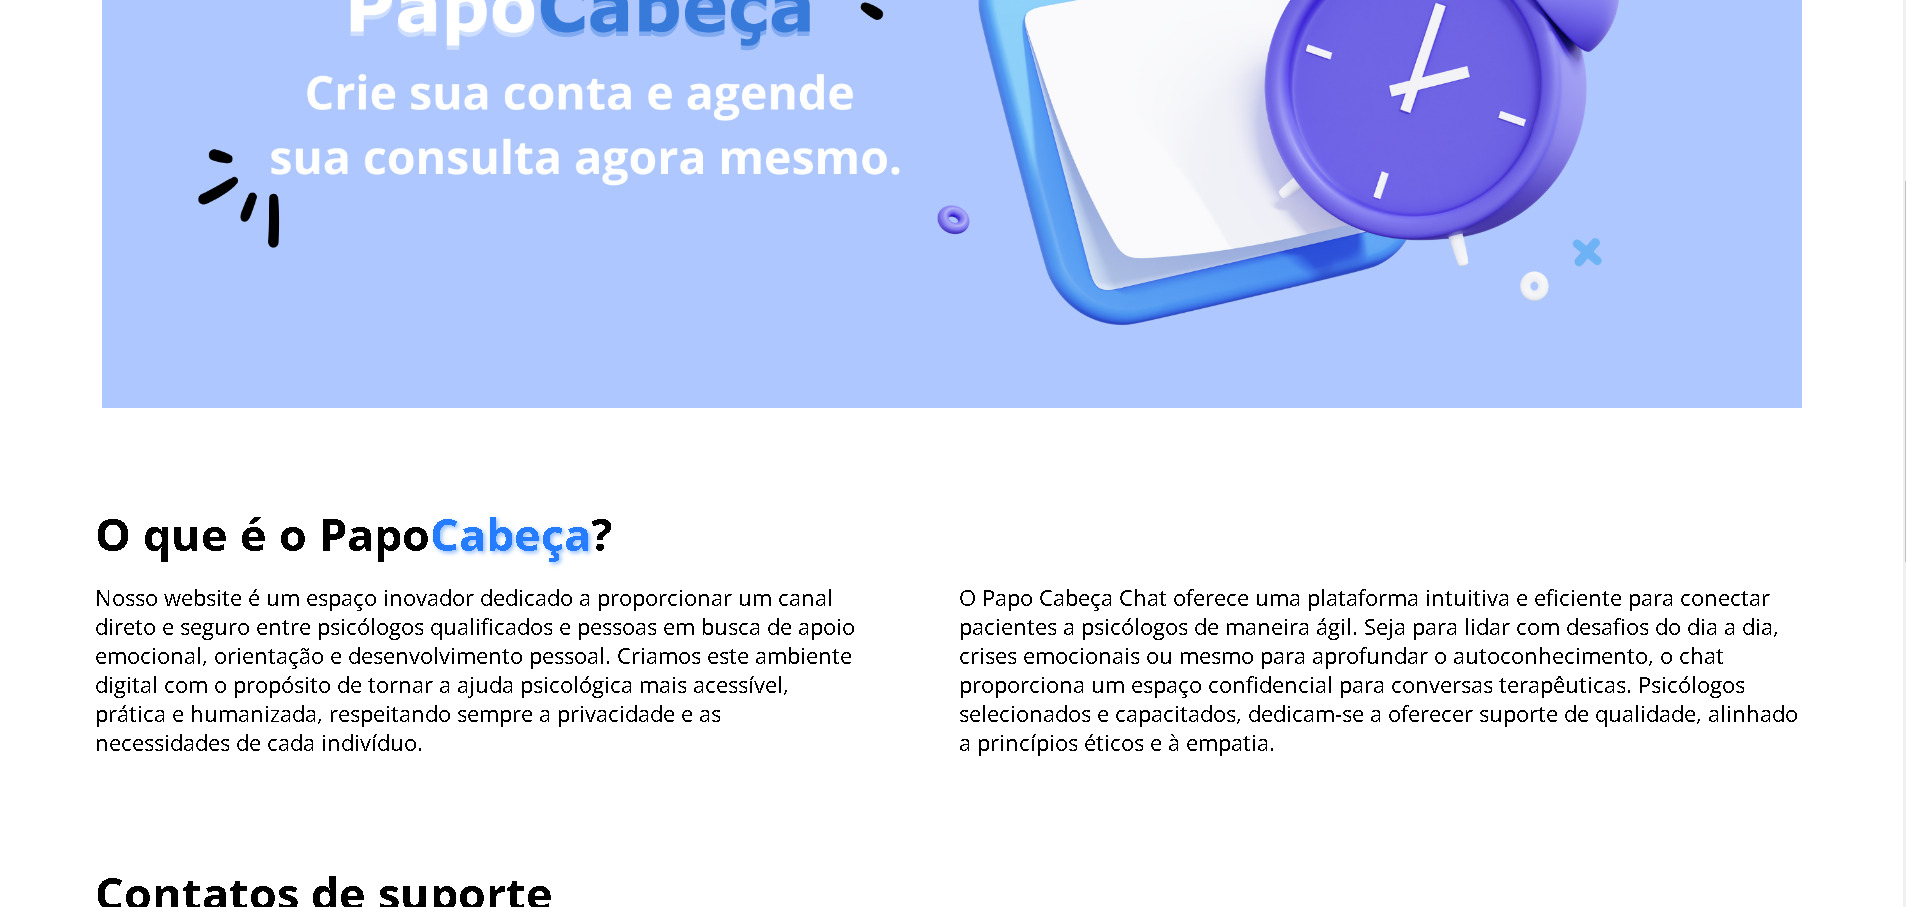 PapoCabeça
Crie sua conta e agende
sua consulta agora mesmo.
O que é o PapoCabeça?
Nosso website é um espaço inovador dedicado a proporcionar um canal
direto e seguro entre psicólogos qualificados e pessoas em busca de apoio
emocional, orientação e desenvolvimento pessoal. Criamos este ambiente
digital com o propósito de tornar a ajuda psicológica mais acessível,
prática e humanizada, respeitando sempre a privacidade e as
necessidades de cada indivíduo.
O Papo Cabeça Chat oferece uma plataforma intuitiva e eficiente para conectar
pacientes a psicólogos de maneira ágil. Seja para lidar com desafios do dia a dia,
crises emocionais ou mesmo para aprofundar o autoconhecimento, o chat
proporciona um espaço confidencial para conversas terapêuticas. Psicólogos
selecionados e capacitados, dedicam-se a oferecer suporte de qualidade, alinhado
a princípios éticos e à empatia.
Contatos de suporte